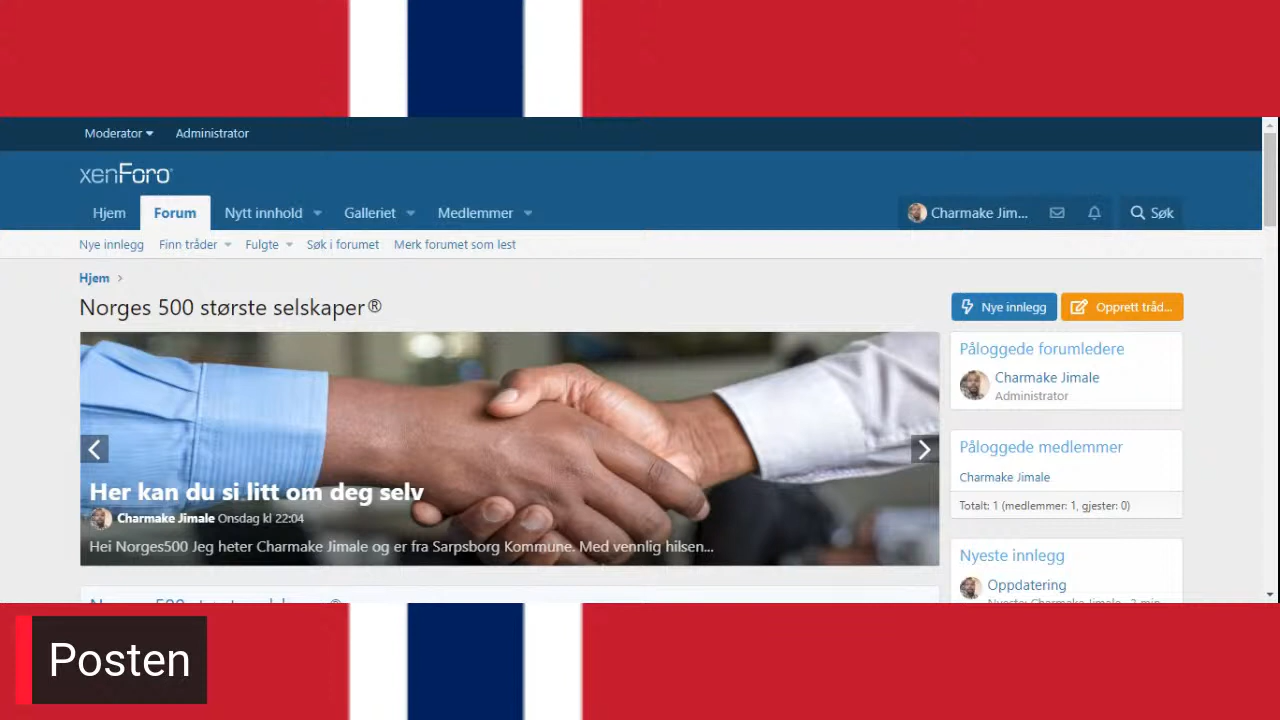 Moderator Administrator
xenForo
Hjem Forum Nytt innhold Galleriet Medlemmer Charmake Jim... Søk
Nye innlegg Finn tråder Fulgte Søk i forumet Merk forumet som lest
Hjem
Norges 500 største selskaper®
Nye innlegg Opprett tråd...
Påloggede forumledere
Charmake Jimale
Administrator
Påloggede medlemmer
Charmake Jimale
Totalt: 1 (medlemmer: 1, gjester: 0)
Her kan du si litt om deg selv
Charmake Jimale Onsdag kl 22:04
Hei Norges500 Jeg heter Charmake Jimale og er fra Sarpsborg Kommune. Med vennlig hilsen...
Nyeste innlegg
Oppdatering
Posten